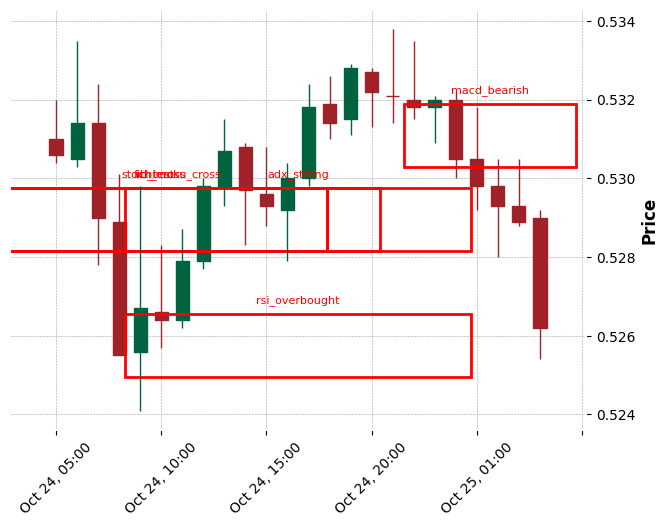 0.534
macd_bearish
0.532
adx_strong
0.530
0.528
rsi_overbought
0.526
0.524
Price
Oct 24, 05:00
Oct 24, 10:00
Oct 24, 15:00
Oct 24, 20:00
Oct 25, 01:00